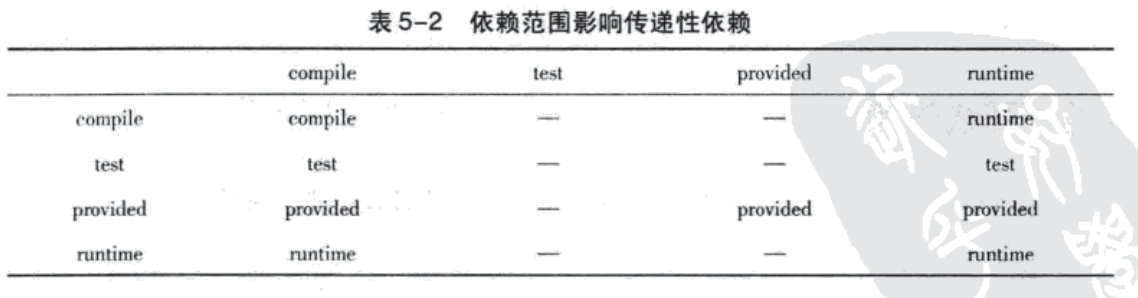 表5-2 依赖范围影响传递性依赖
compile test provided runtime
compile compile — — runtime
test test — — test
provided provided — provided provided
runtime runtime — — runtime